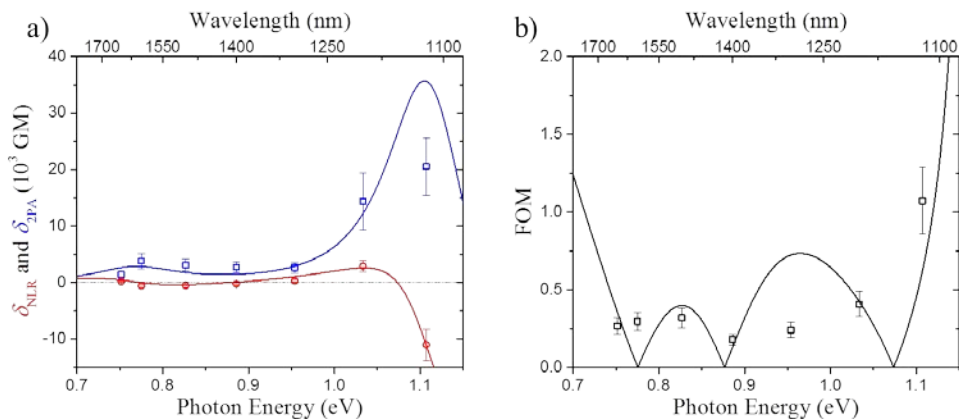 a)
Wavelength (nm)
1700 1550 1400 1250 1100
40
30
20
10
0
-10
δNLR and δ2PA (10³ GM)
0.7 0.8 0.9 1.0 1.1
Photon Energy (eV)
b)
Wavelength (nm)
1700 1550 1400 1250 1100
2.0
1.5
1.0
0.5
0.0
FOM
0.7 0.8 0.9 1.0 1.1
Photon Energy (eV)